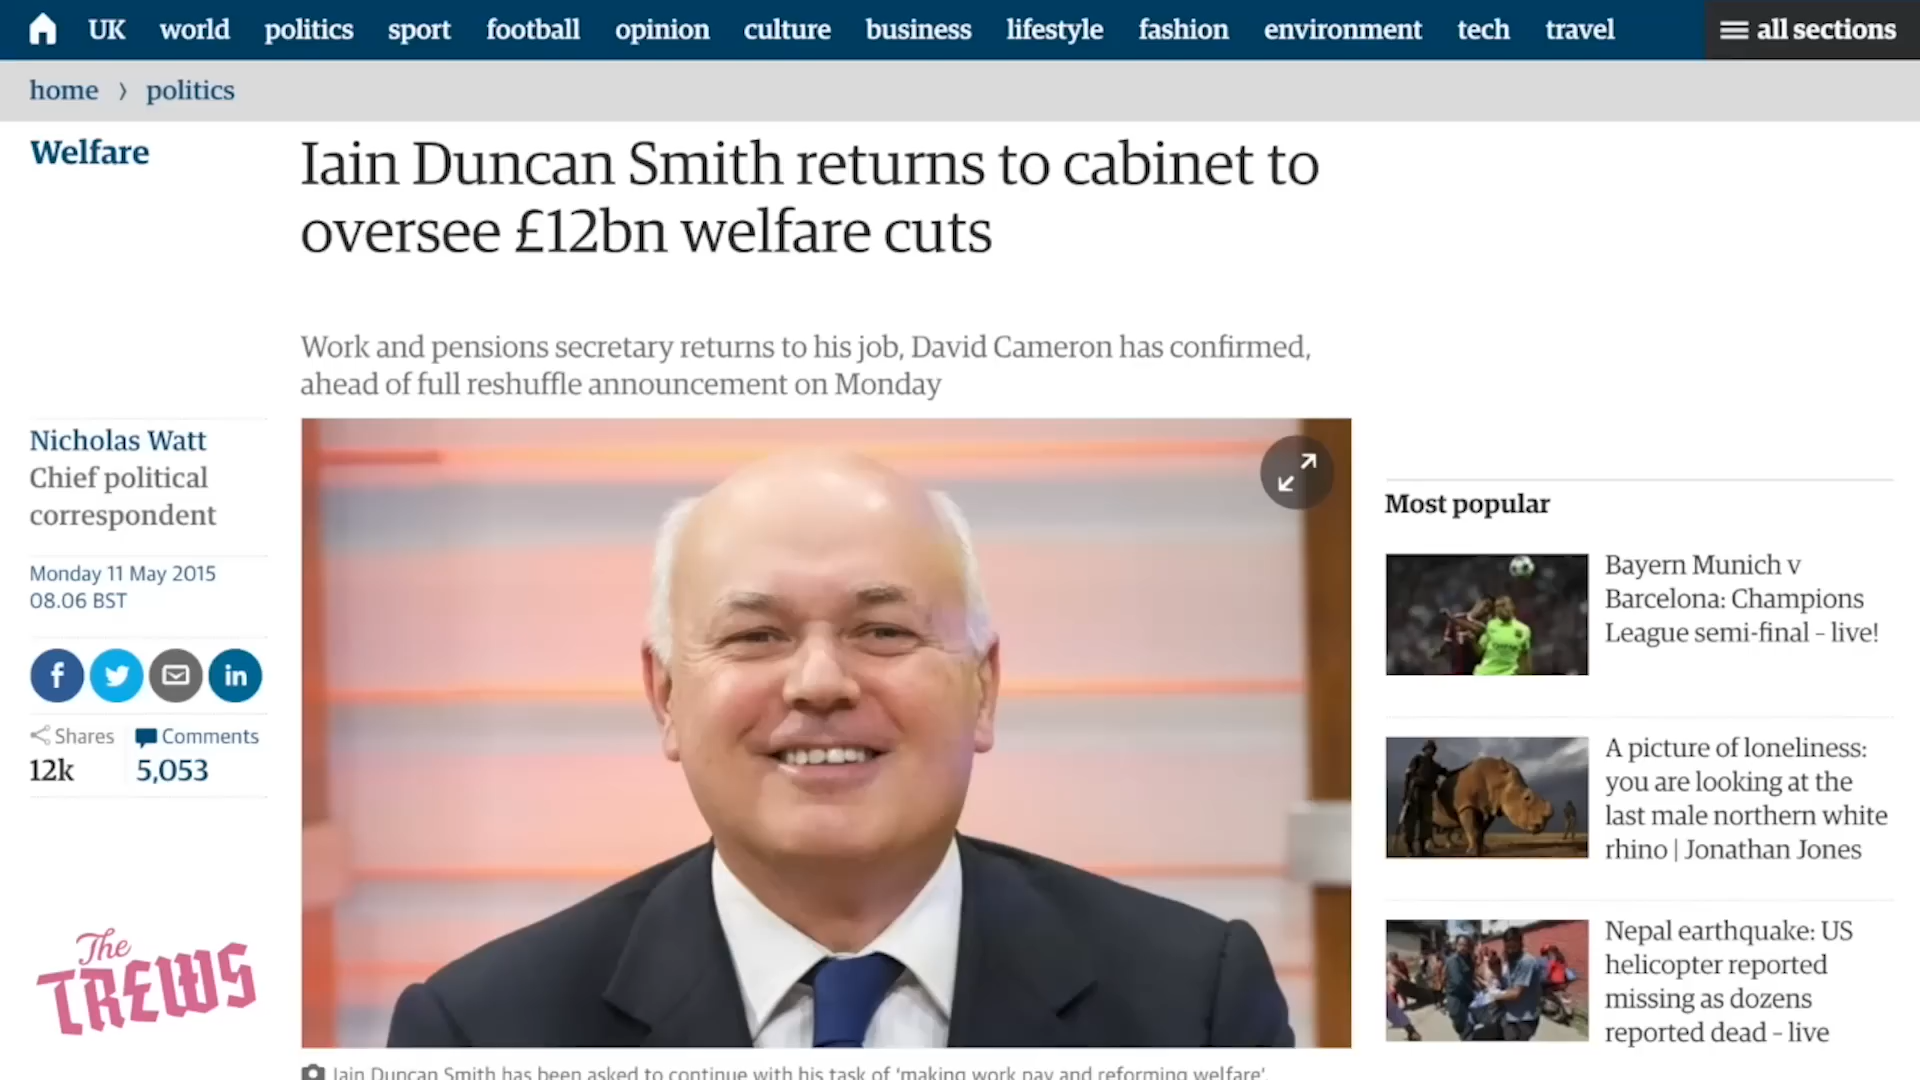 UK world politics sport football opinion culture business lifestyle fashion environment tech travel all sections
home > politics
Welfare
Iain Duncan Smith returns to cabinet to
oversee £12bn welfare cuts
Work and pensions secretary returns to his job, David Cameron has confirmed,
ahead of full reshuffle announcement on Monday
Nicholas Watt
Chief political
correspondent
Monday 11 May 2015
08.06 BST
f in
Shares Comments
12k 5,053
The
TREWS
Iain Duncan Smith has been asked to continue with his task of ‘making work pay and reforming welfare’.
Most popular
Bayern Munich v
Barcelona: Champions
League semi-final – live!
A picture of loneliness:
you are looking at the
last male northern white
rhino | Jonathan Jones
Nepal earthquake: US
helicopter reported
missing as dozens
reported dead – live